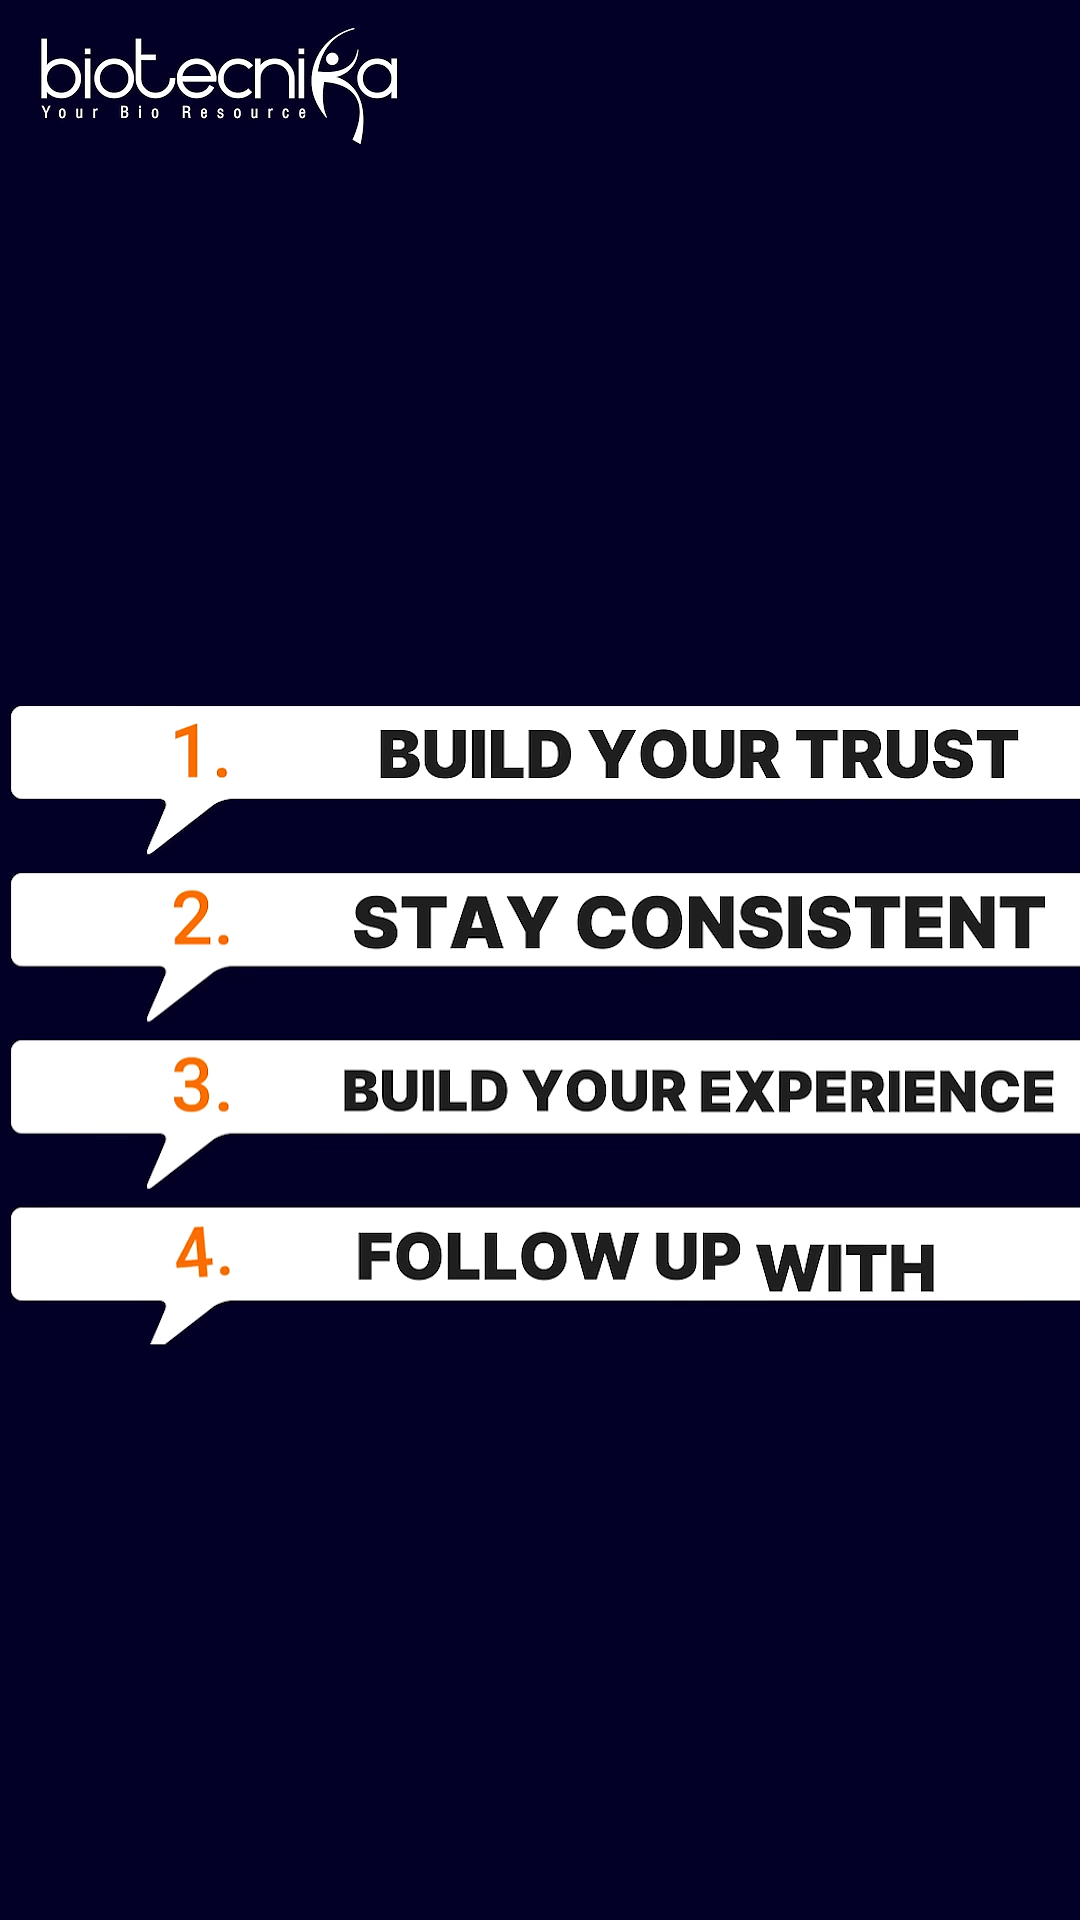 biotecnika
Your Bio Resource
1. BUILD YOUR TRUST
2. STAY CONSISTENT
3. BUILD YOUR EXPERIENCE
4. FOLLOW UP WITH